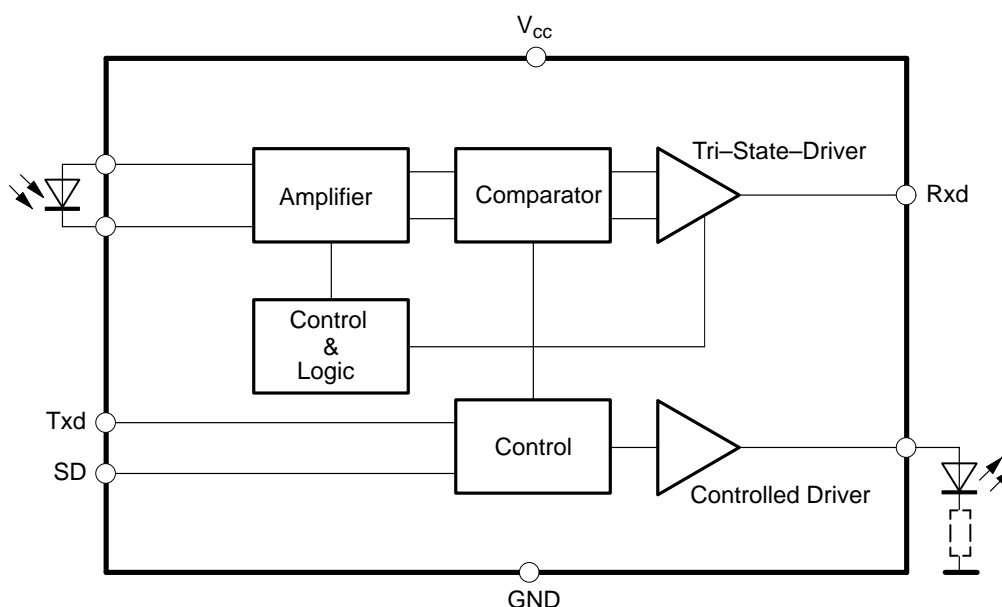 Vcc
Tri–State–Driver
Amplifier
Comparator
Rxd
Control
&
Logic
Txd
SD
Control
Controlled Driver
GND